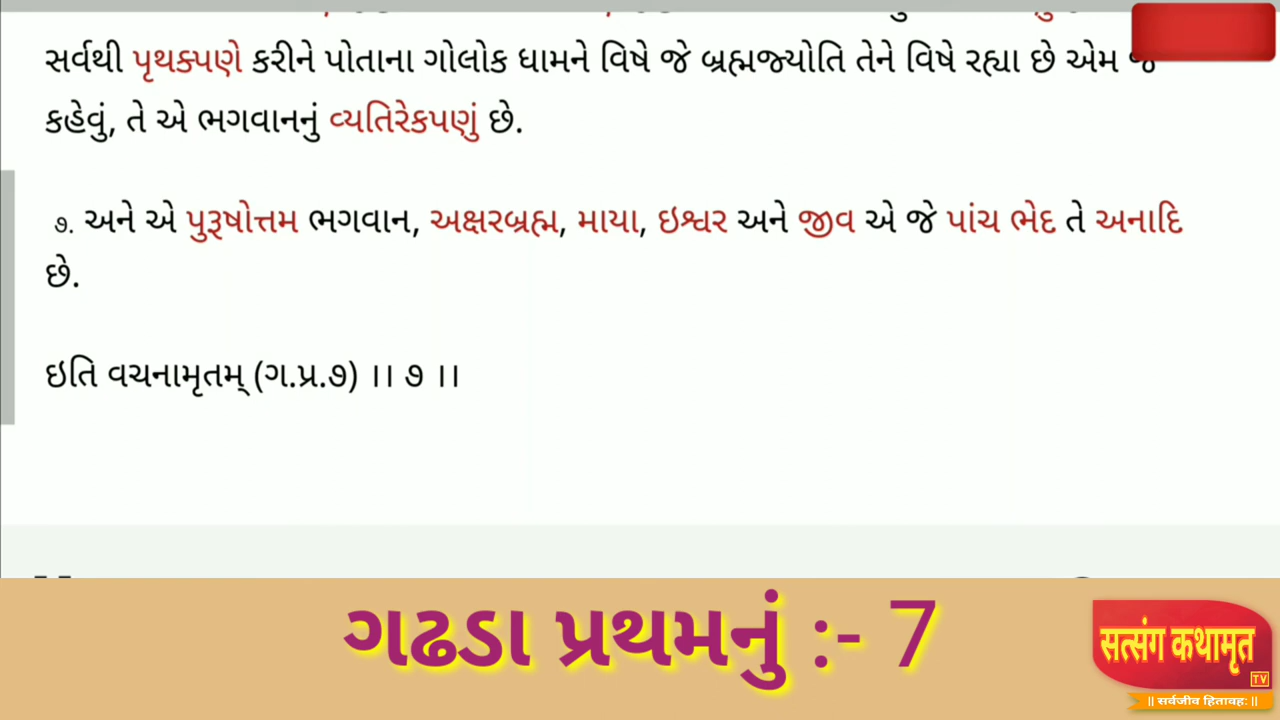 સર્વથી પૃથક્પણે કરીને પોતાના ગોલોક ધામને વિષે જે બ્રહ્મજ્યોતિ તેને વિષે રહ્યા છે એમ જ
કહેવું, તે એ ભગવાનનું વ્યતિરેકપણું છે.
૭. અને એ પુરૂષોત્તમ ભગવાન, અક્ષરબ્રહ્મ, માયા, ઇશ્વર અને જીવ એ જે પાંચ ભેદ તે અનાદિ
છે.
ઇતિ વચનામૃતમ્ (ગ.પ્ર.૭) ।। ૭ ।।
ગઢડા પ્રથમનું :- 7
सत्संग कथामृत
TV
|| सर्वजीव हितावह: ||